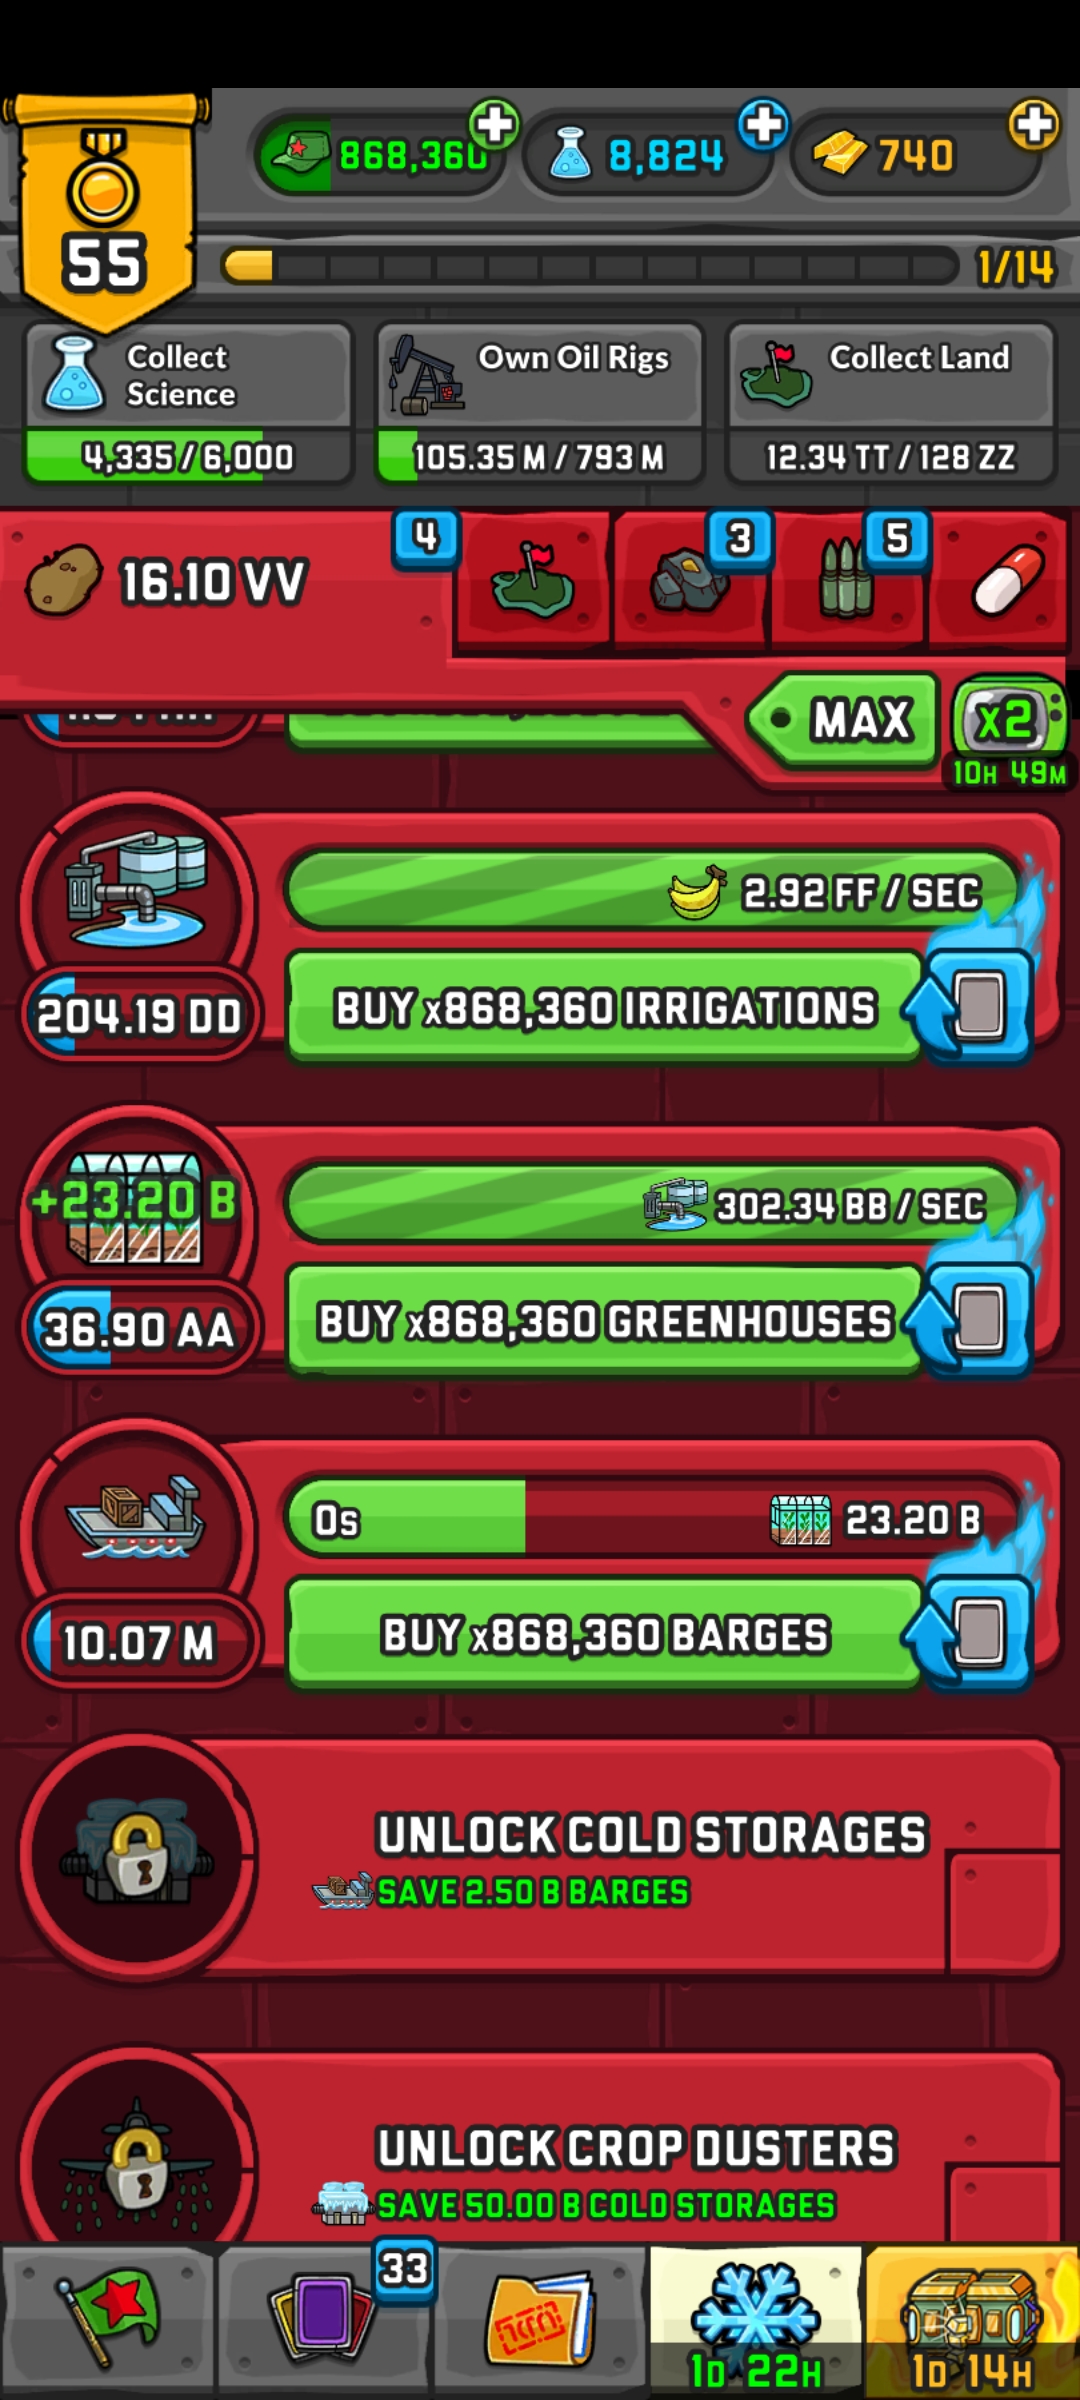 55
868,360
8,824
740
1/14
Collect
Science
4,335/6,000
Own Oil Rigs
105.35 M / 793 M
Collect Land
12.34 TT / 128 ZZ
16.10 VV
4
3
5
MAX
x2
10H 49M
2.92 FF / SEC
204.19 DD
BUY x868,360 IRRIGATIONS
+23.20 B
302.34 BB / SEC
36.90 AA
BUY x868,360 GREENHOUSES
0s
23.20 B
10.07 M
BUY x868,360 BARGES
UNLOCK COLD STORAGES
SAVE 2.50 B BARGES
UNLOCK CROP DUSTERS
SAVE 50.00 B COLD STORAGES
33
1D 22H
1D 14H